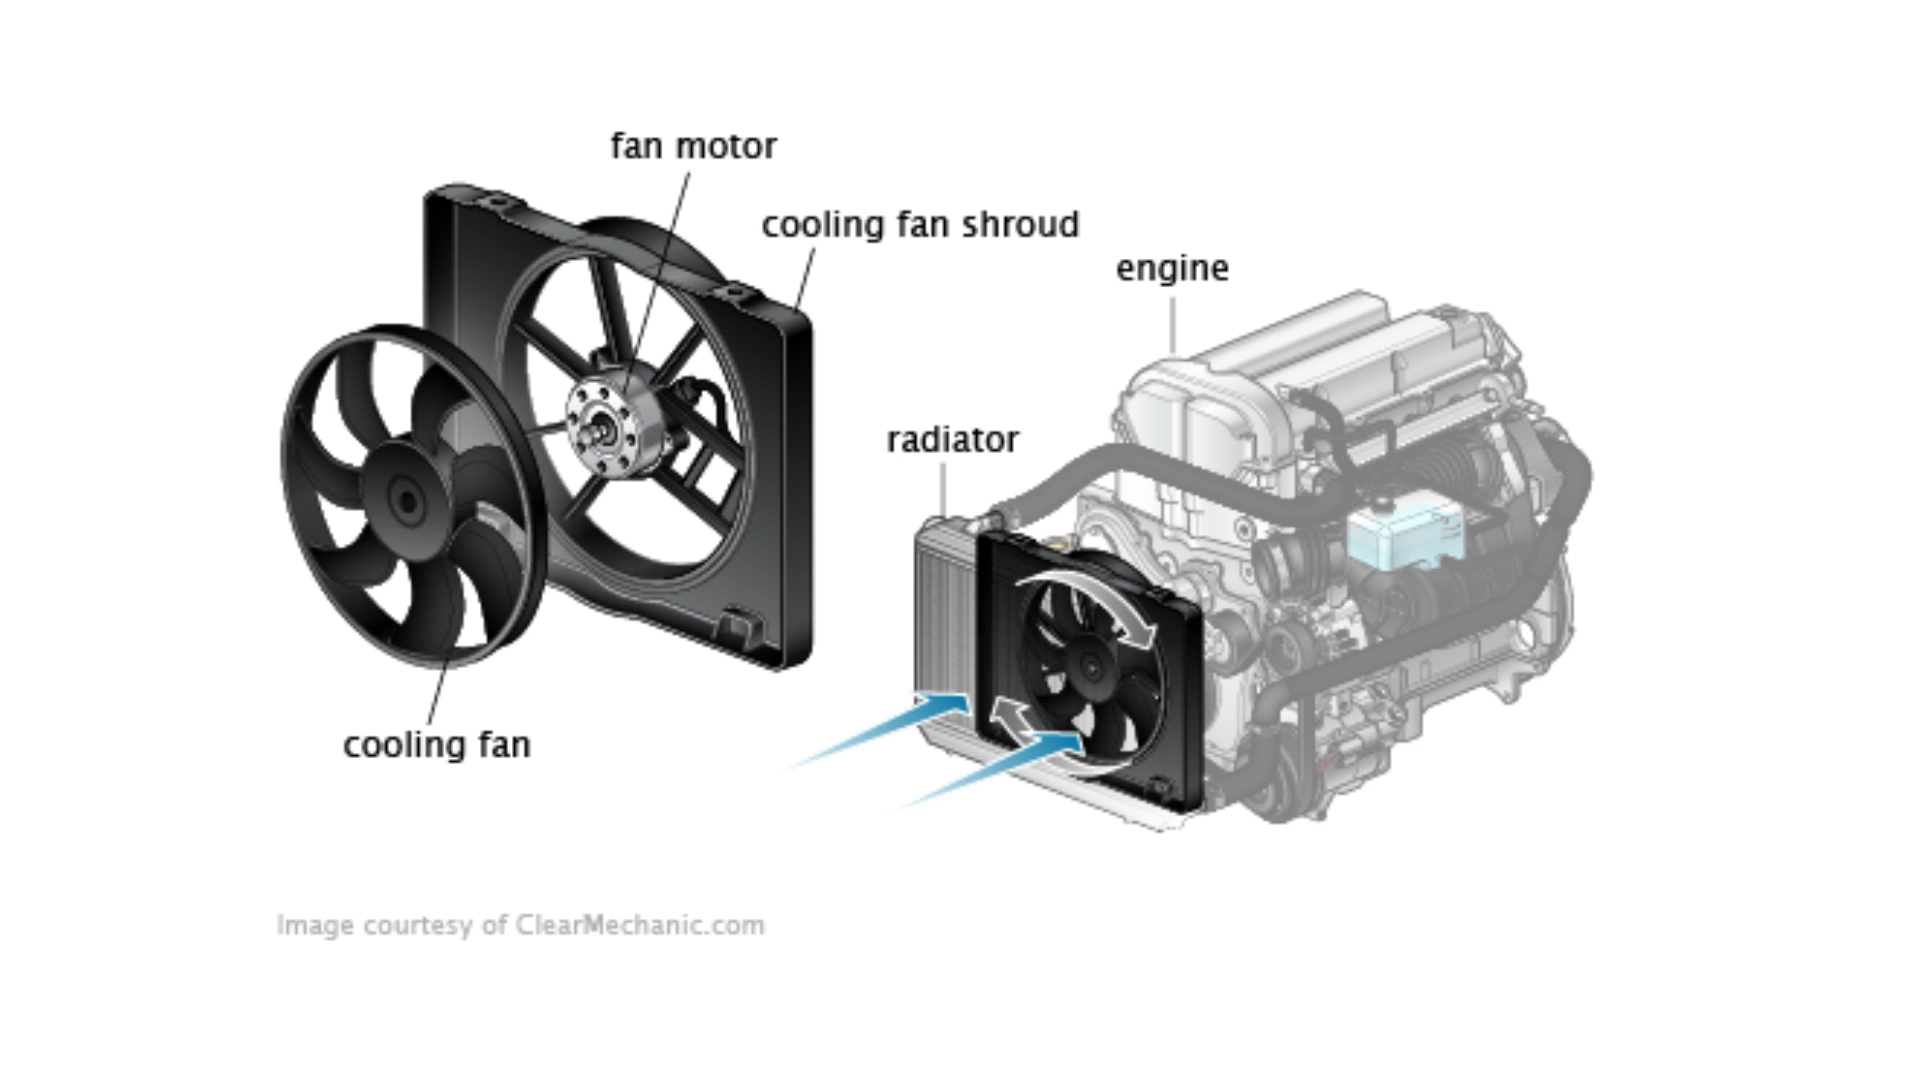 fan motor
cooling fan shroud
engine
radiator
cooling fan
Image courtesy of ClearMechanic.com